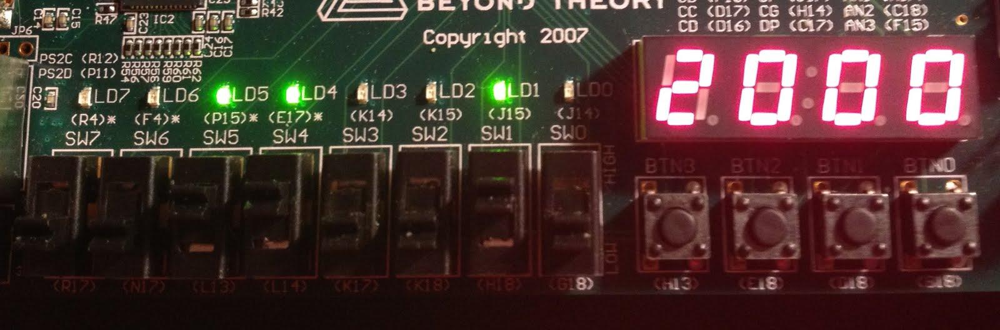 BEYOND THEORY
CC (D17) CG (H14) AN2 (C18)
CD (D16) DP (C17) AN3 (F15)
Copyright 2007
C14
C15
R47
C23
IC2
R42
JP6
C24
C16
C17
PS2C (R12)
PS2D (P11)
R54
R56
R57
R58
R59
R60
R61
R62
2000
LD7 LD6 LD5 LD4 LD3 LD2 LD1 LD0
(R4)* (F4)* (P15)* (E17)* (K14) (K15) (J15) (J14)
SW7 SW6 SW5 SW4 SW3 SW2 SW1 SW0
HIGH
LOW
BTN3 BTN2 BTN1 BTN0
(R17) (N17) (L13) (L14) (K17) (K18) (H18) (G18)
(H13) (E18) (D18) (B18)